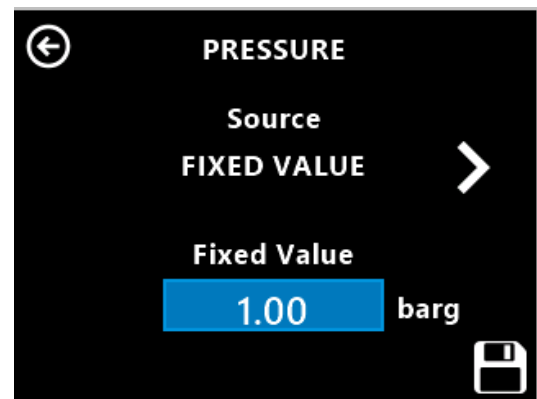 PRESSURE
Source
FIXED VALUE
Fixed Value
1.00 barg